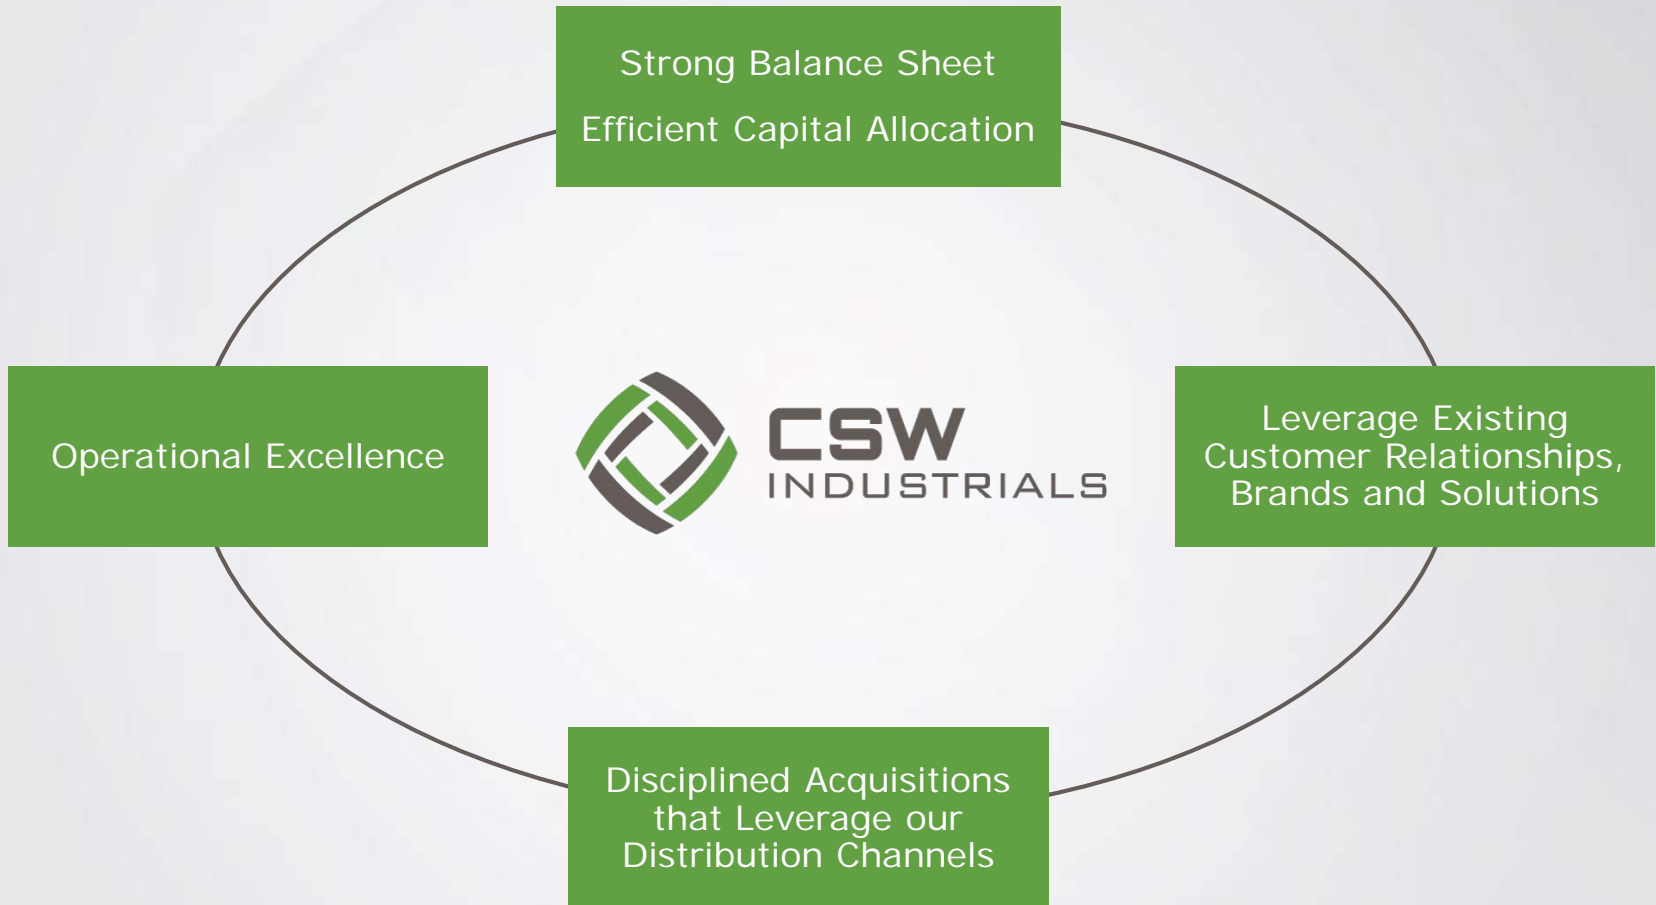 Strong Balance Sheet
Efficient Capital Allocation
Operational Excellence
CSW
INDUSTRIALS
Leverage Existing
Customer Relationships,
Brands and Solutions
Disciplined Acquisitions
that Leverage our
Distribution Channels